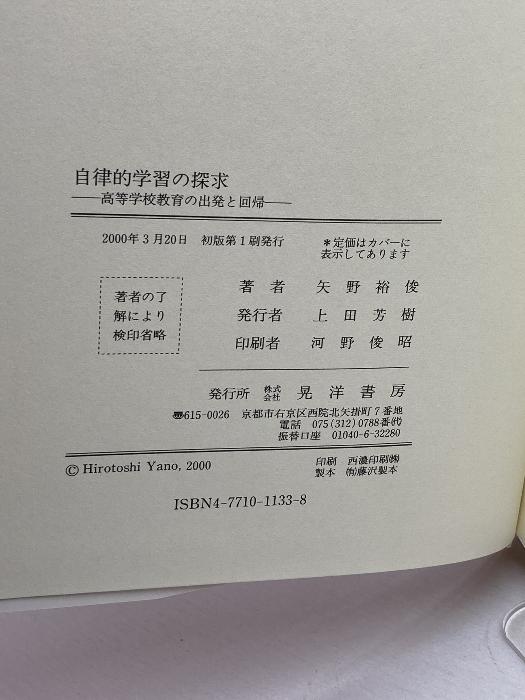 自律的学習の探求
――高等学校教育の出発と回帰――
2000年3月20日 初版第1刷発行
*定価はカバーに
表示してあります
著者の了
解により
検印省略
著 者 矢 野 裕 俊
発行者 上 田 芳 樹
印刷者 河 野 俊 昭
発行所 株式会社 晃 洋 書 房
〠615-0026 京都市右京区西院北矢掛町7番地
電話 075(312)0788番㈹
振替口座 01040-6-32280
© Hirotoshi Yano, 2000
印刷 西濃印刷㈱
製本 ㈲藤沢製本
ISBN4-7710-1133-8